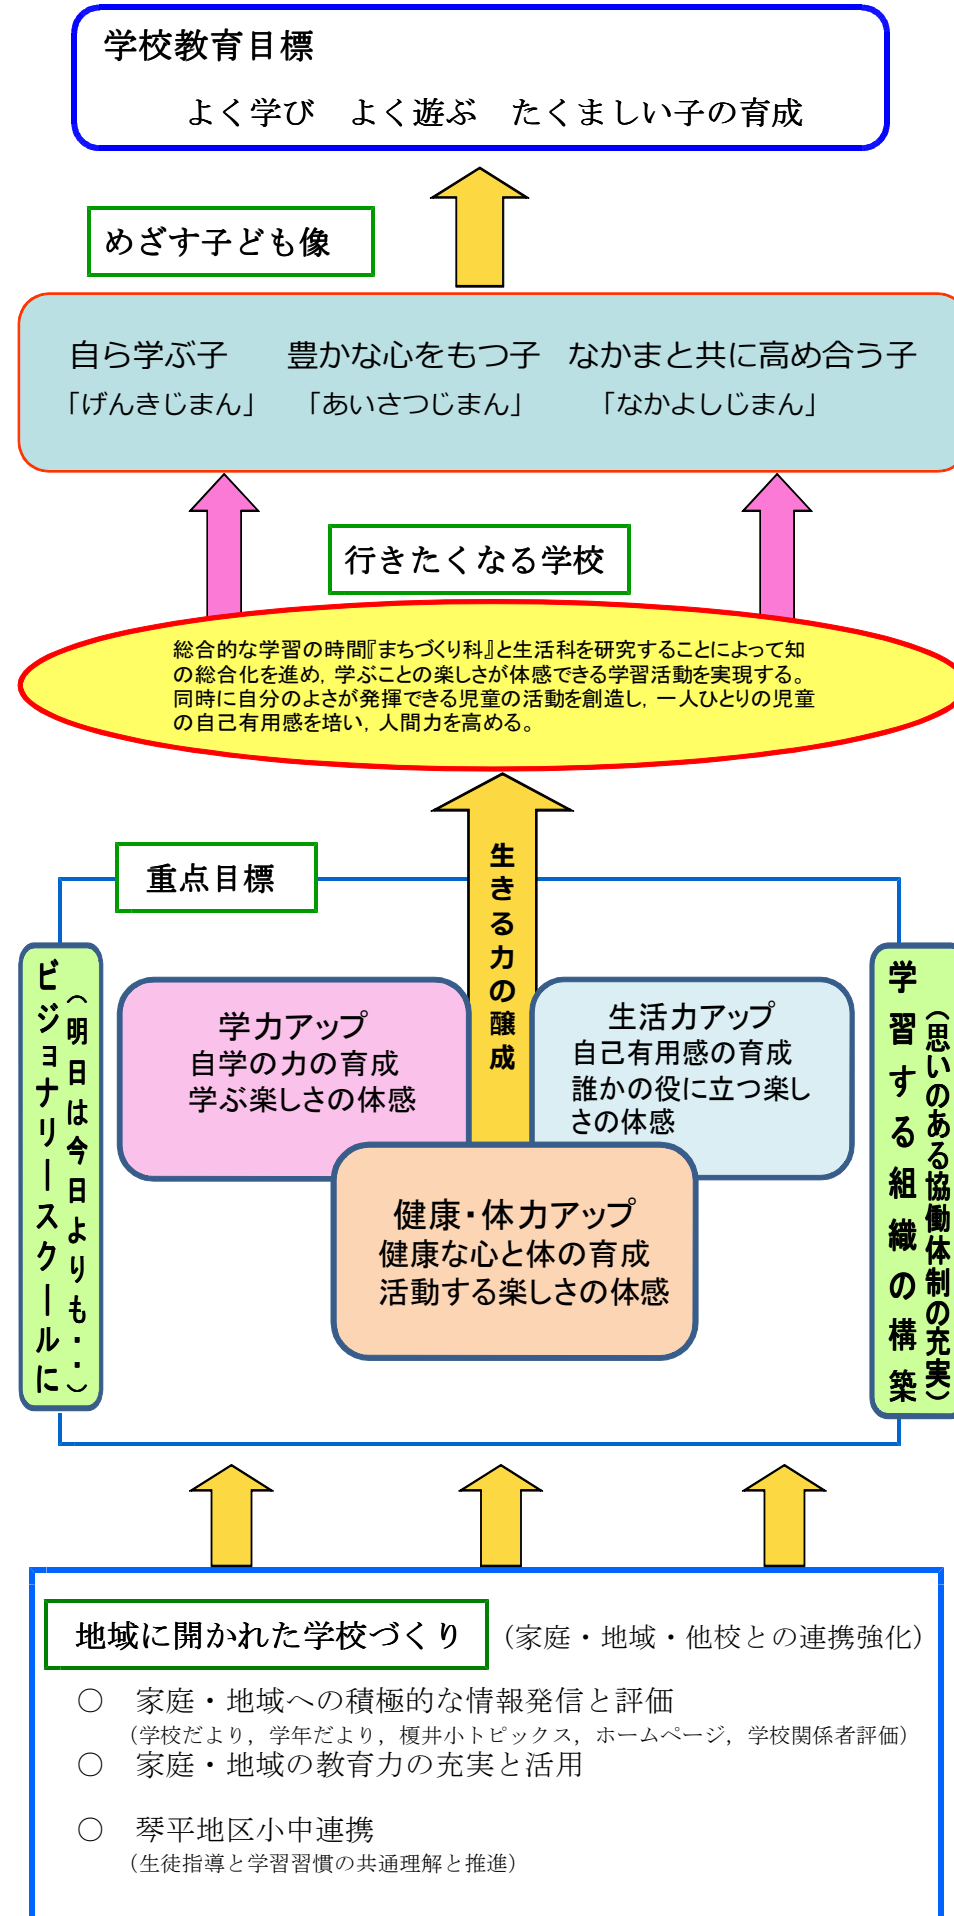 学校教育目標
よく学び　よく遊ぶ　たくましい子の育成
めざす子ども像
自ら学ぶ子　豊かな心をもつ子　なかまと共に高め合う子
「げんきじまん」　「あいさつじまん」　「なかよしじまん」
行きたくなる学校
総合的な学習の時間『まちづくり科』と生活科を研究することによって知
の総合化を進め，学ぶことの楽しさが体感できる学習活動を実現する。
同時に自分のよさが発揮できる児童の活動を創造し，一人ひとりの児童
の自己有用感を培い，人間力を高める。
生きる力の醸成
重点目標
ビジョナリースクールに
（明日は今日よりも・・）
学力アップ
自学の力の育成
学ぶ楽しさの体感
生活力アップ
自己有用感の育成
誰かの役に立つ楽し
さの体感
健康・体力アップ
健康な心と体の育成
活動する楽しさの体感
学習する組織の構築
（思いのある協働体制の充実）
地域に開かれた学校づくり　（家庭・地域・他校との連携強化）
○　家庭・地域への積極的な情報発信と評価
（学校だより，学年だより，榎井小トピックス，ホームページ，学校関係者評価）
○　家庭・地域の教育力の充実と活用
○　琴平地区小中連携
（生徒指導と学習習慣の共通理解と推進）